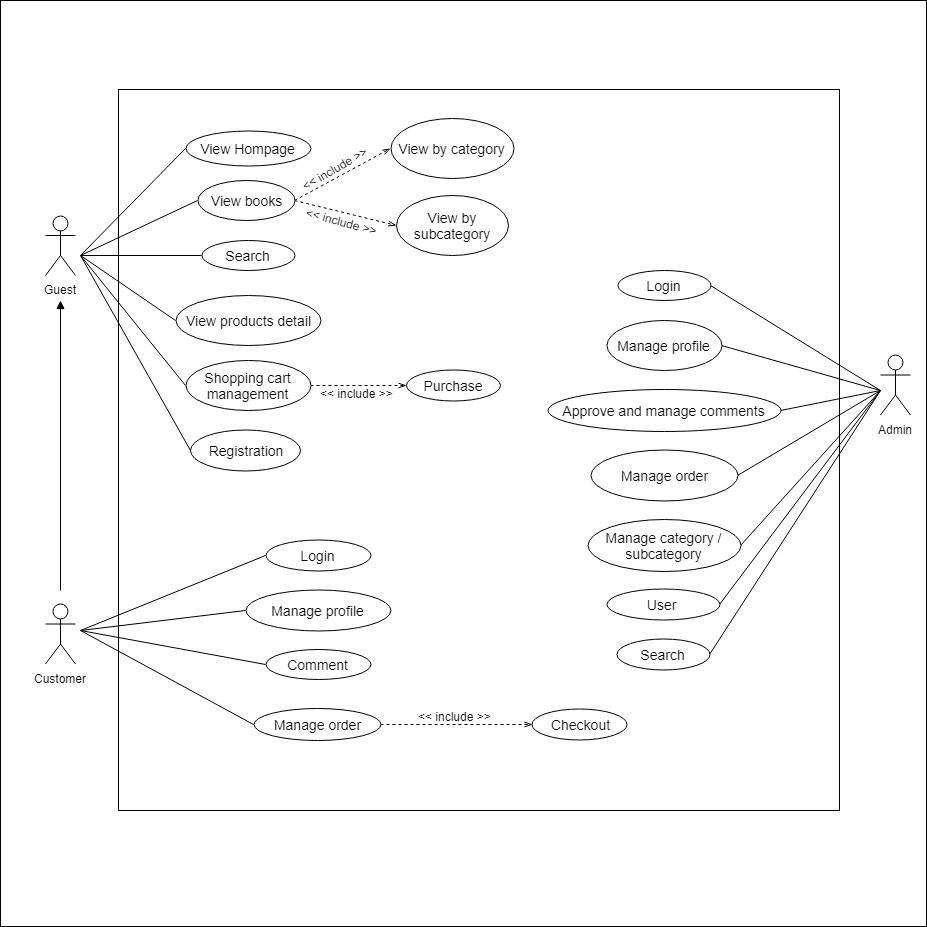 View Hompage
View books
Search
View products detail
Shopping cart
management
Registration
<< include >>
<< include >>
<< include >>
View by category
View by
subcategory
Purchase
Guest
Customer
Login
Manage profile
Comment
Manage order
<< include >>
Checkout
Login
Manage profile
Approve and manage comments
Manage order
Manage category /
subcategory
User
Search
Admin